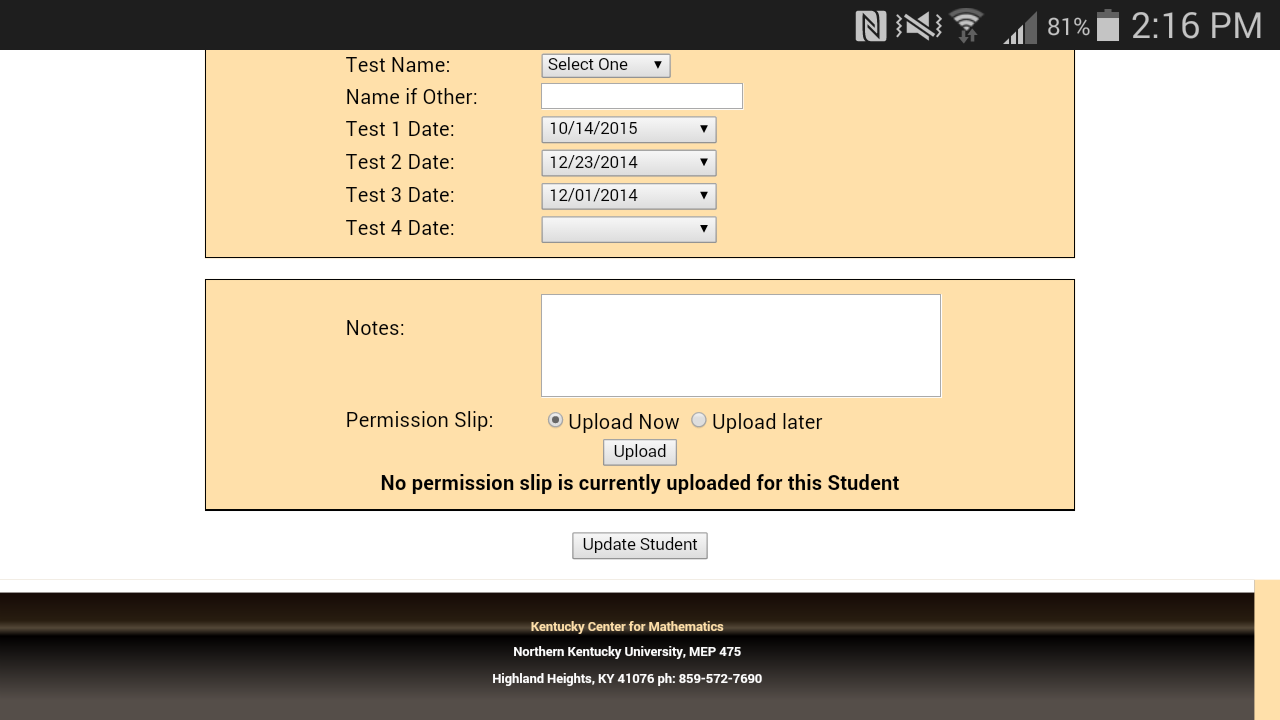 81% 2:16 PM
Test Name: Select One
Name if Other:
Test 1 Date: 10/14/2015
Test 2 Date: 12/23/2014
Test 3 Date: 12/01/2014
Test 4 Date:
Notes:
Permission Slip: Upload Now Upload later
Upload
No permission slip is currently uploaded for this Student
Update Student
Kentucky Center for Mathematics
Northern Kentucky University, MEP 475
Highland Heights, KY 41076 ph: 859-572-7690